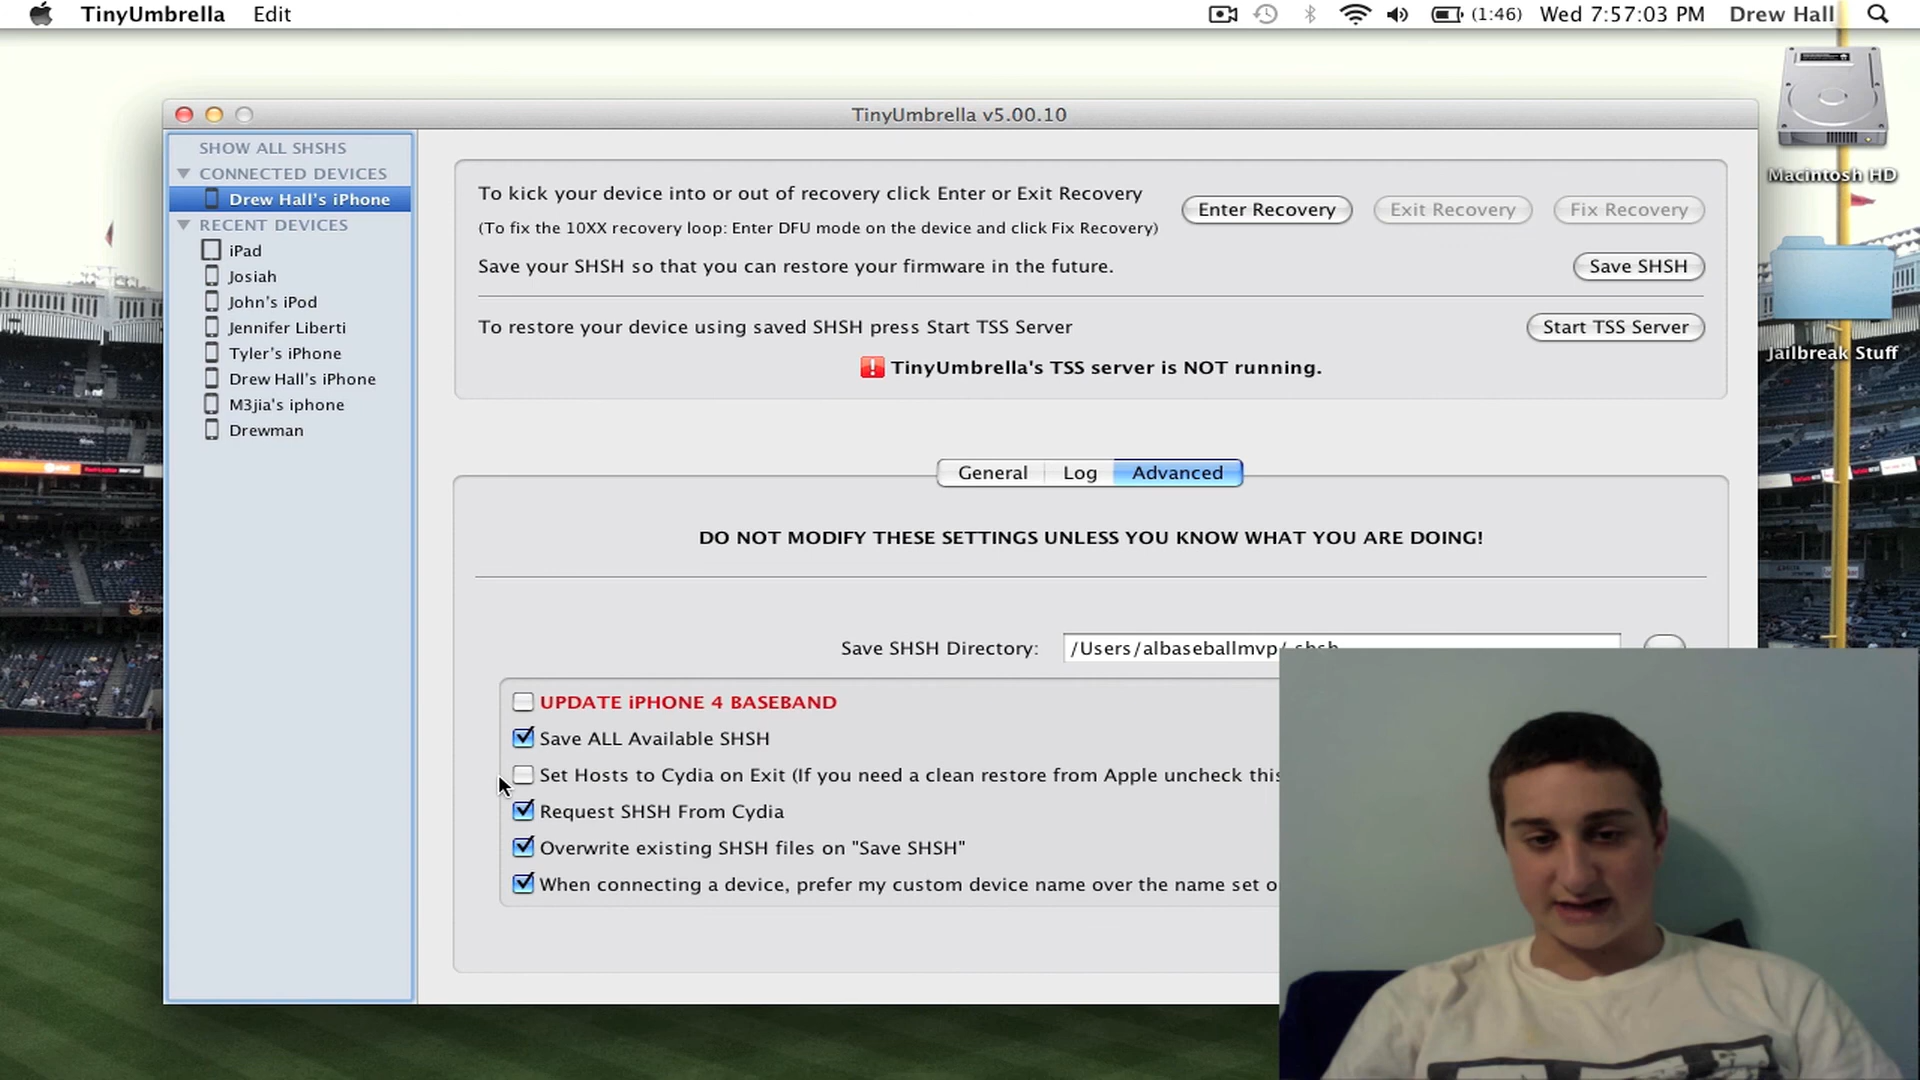 TinyUmbrella Edit (1:46) Wed 7:57:03 PM Drew Hall
Macintosh HD
Jailbreak Stuff
TinyUmbrella v5.00.10
SHOW ALL SHSHS
CONNECTED DEVICES
Drew Hall's iPhone
RECENT DEVICES
iPad
Josiah
John's iPod
Jennifer Liberti
Tyler's iPhone
Drew Hall's iPhone
M3jia's iphone
Drewman
To kick your device into or out of recovery click Enter or Exit Recovery
(To fix the 10XX recovery loop: Enter DFU mode on the device and click Fix Recovery)
Enter Recovery Exit Recovery Fix Recovery
Save your SHSH so that you can restore your firmware in the future.
Save SHSH
To restore your device using saved SHSH press Start TSS Server
Start TSS Server
TinyUmbrella's TSS server is NOT running.
General Log Advanced
DO NOT MODIFY THESE SETTINGS UNLESS YOU KNOW WHAT YOU ARE DOING!
Save SHSH Directory: /Users/albaseballmvp/.shsh
UPDATE iPHONE 4 BASEBAND
Save ALL Available SHSH
Set Hosts to Cydia on Exit (If you need a clean restore from Apple uncheck this
Request SHSH From Cydia
Overwrite existing SHSH files on "Save SHSH"
When connecting a device, prefer my custom device name over the name set o